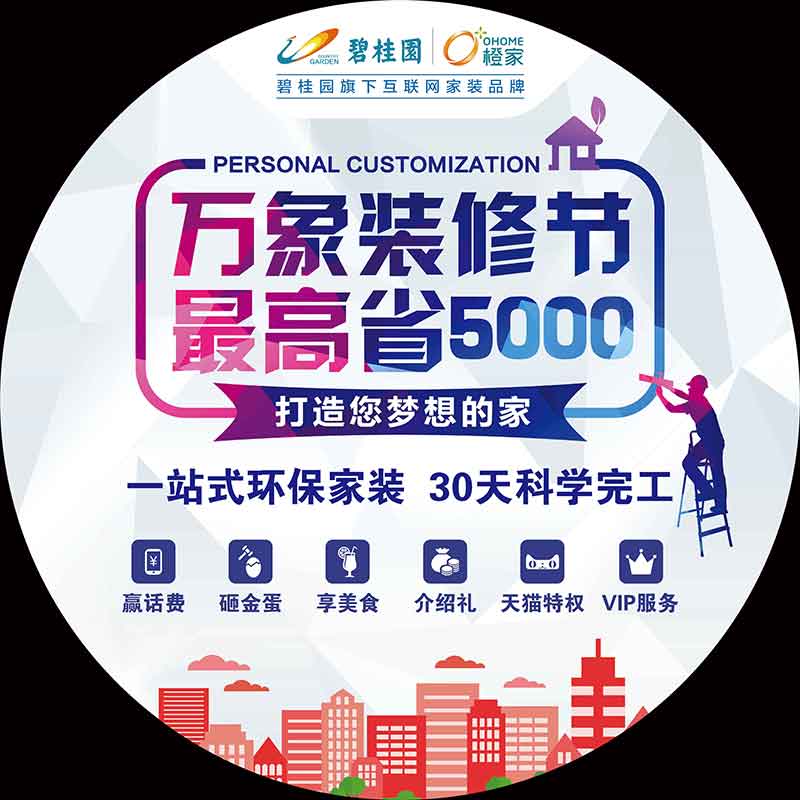 COUNTRY GARDEN 碧桂園 OHOME 橙家
碧桂园旗下互联网家装品牌
PERSONAL CUSTOMIZATION
万象装修节
最高省5000
打造您梦想的家
一站式环保家装 30天科学完工
¥
赢话费 砸金蛋 享美食 介绍礼 天猫特权 VIP服务